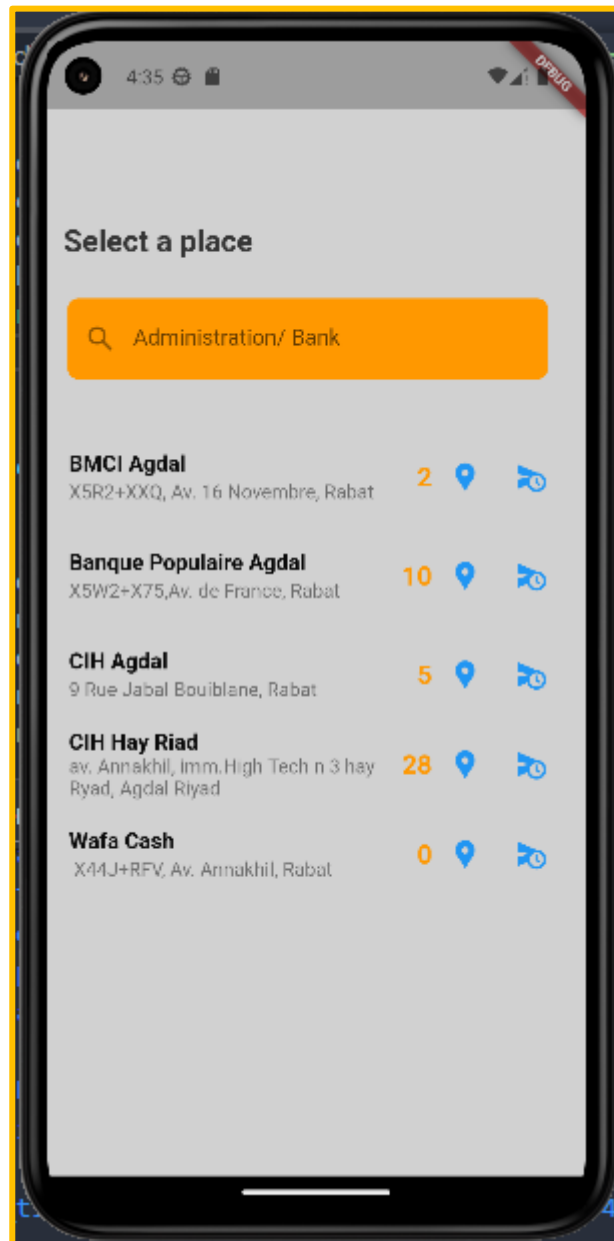 4:35
DEBUG
Select a place
Administration/ Bank
BMCI Agdal
2
X5R2+XXQ, Av. 16 Novembre, Rabat
Banque Populaire Agdal
10
X5W2+X75,Av. de France, Rabat
CIH Agdal
5
9 Rue Jabal Bouiblane, Rabat
CIH Hay Riad
av. Annakhil, imm.High Tech n 3 hay
28
Ryad, Agdal Riyad
Wafa Cash
0
X44J+RFV, Av. Annakhil, Rabat